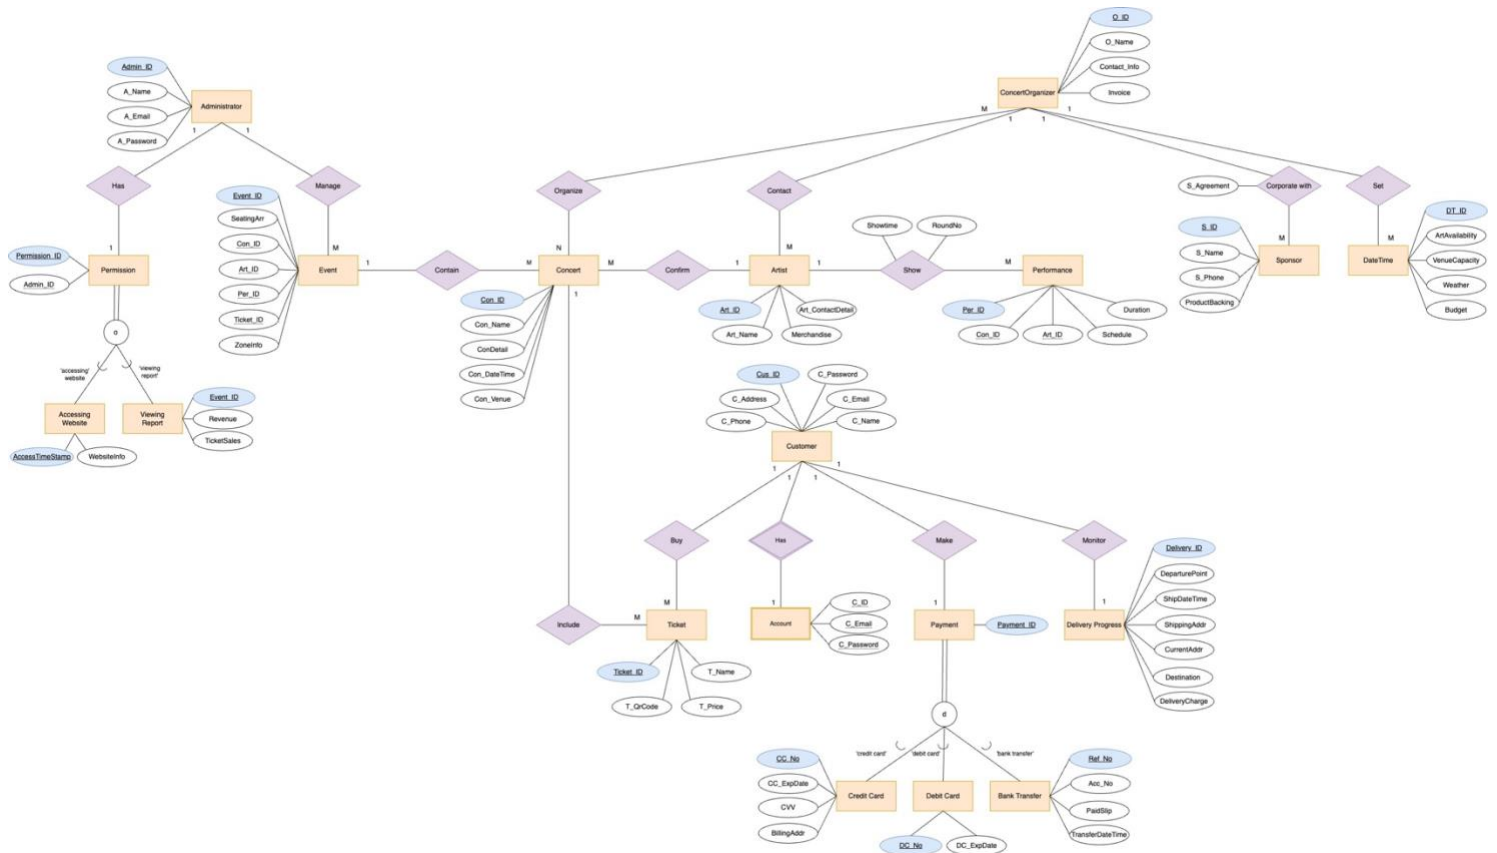 O_ID
O_Name
Contact_Info
Invoice
ConcertOrganizer
M
1
1
1
Admin_ID
A_Name
A_Email
A_Password
Administrator
1
1
Has
Manage
Organize
Contact
S_Agreement
Corporate with
Set
1
M
N
M
M
M
Permission_ID
Admin_ID
Permission
Event_ID
SeatingArr
Con_ID
Art_ID
Per_ID
Ticket_ID
ZoneInfo
Event
1
Contain
M
Concert
M
Confirm
1
Artist
1
Showtime
RoundNo
Show
M
Performance
S_ID
S_Name
S_Phone
ProductBacking
Sponsor
DateTime
DT_ID
ArtAvailability
VenueCapacity
Weather
Budget
Con_ID
Con_Name
ConDetail
Con_DateTime
Con_Venue
1
Art_ID
Art_Name
Merchandise
Art_ContactDetail
Per_ID
Con_ID
Art_ID
Schedule
Duration
o
'accessing'
website
'viewing
report'
Accessing
Website
Viewing
Report
Event_ID
Revenue
TicketSales
AccessTimeStamp
WebsiteInfo
Cus_ID
C_Password
C_Address
C_Email
C_Phone
C_Name
Customer
1
1
1
1
Buy
Has
Make
Monitor
M
1
1
1
Include
M
Ticket
Account
C_ID
C_Email
C_Password
Payment
Payment_ID
Delivery Progress
Delivery_ID
DeparturePoint
ShipDateTime
ShippingAddr
CurrentAddr
Destination
DeliveryCharge
Ticket_ID
T_Name
T_QrCode
T_Price
d
'credit card'
'debit card'
'bank transfer'
CC_No
CC_ExpDate
CVV
BillingAddr
Credit Card
Debit Card
Bank Transfer
Ref_No
Acc_No
PaidSlip
TransferDateTime
DC_No
DC_ExpDate